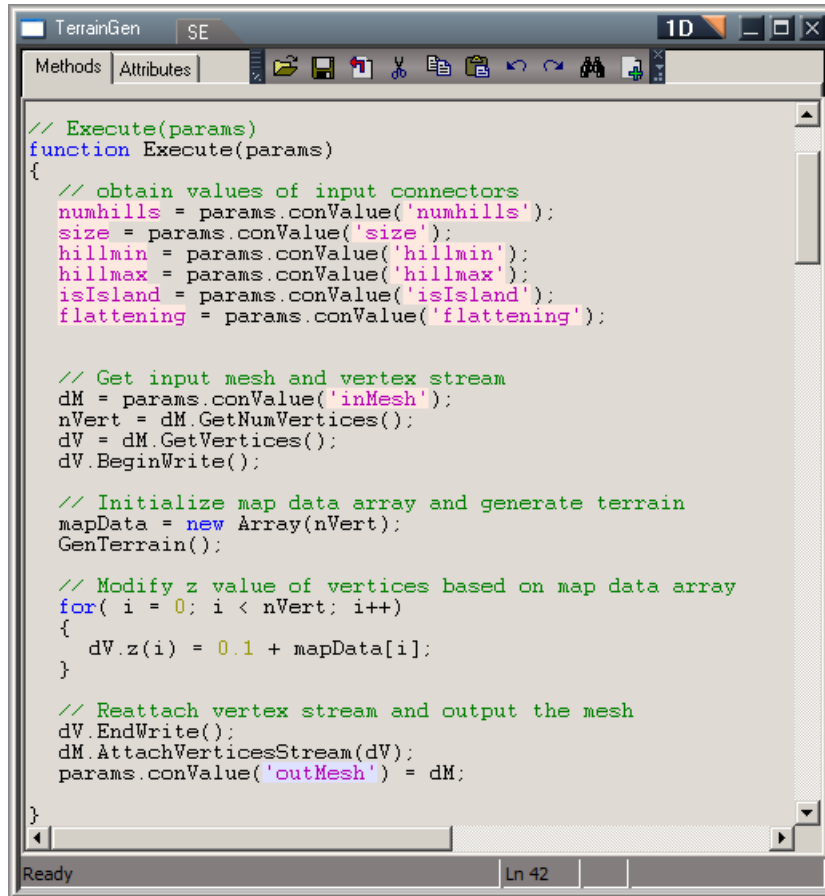 TerrainGen SE 1D
Methods Attributes
// Execute(params)
function Execute(params)
{
// obtain values of input connectors
numhills = params.conValue('numhills');
size = params.conValue('size');
hillmin = params.conValue('hillmin');
hillmax = params.conValue('hillmax');
isIsland = params.conValue('isIsland');
flattening = params.conValue('flattening');
// Get input mesh and vertex stream
dM = params.conValue('inMesh');
nVert = dM.GetNumVertices();
dV = dM.GetVertices();
dV.BeginWrite();
// Initialize map data array and generate terrain
mapData = new Array(nVert);
GenTerrain();
// Modify z value of vertices based on map data array
for( i = 0; i < nVert; i++)
{
dV.z(i) = 0.1 + mapData[i];
}
// Reattach vertex stream and output the mesh
dV.EndWrite();
dM.AttachVerticesStream(dV);
params.conValue('outMesh') = dM;
}
Ready Ln 42